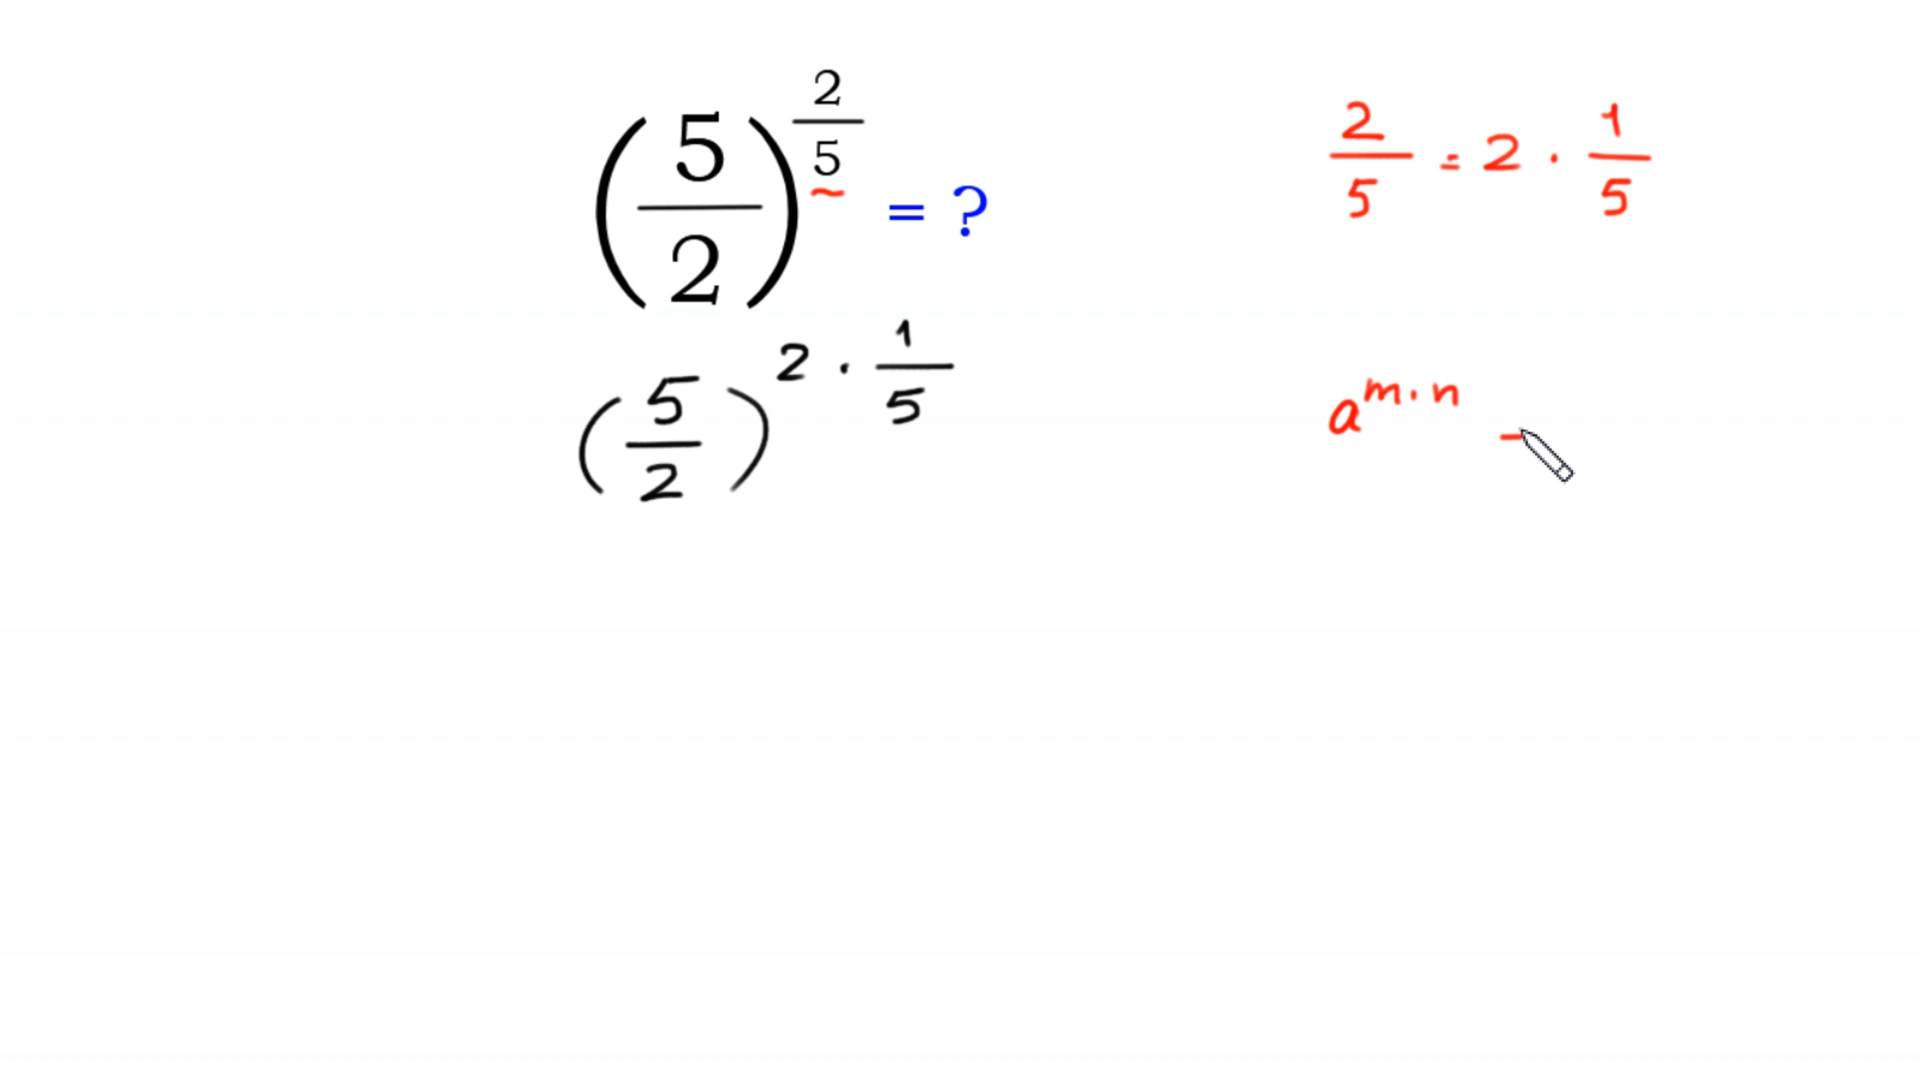 (5/2)^(2/5) = ?
2/5 = 2 · 1/5
(5/2)^(2 · 1/5)
a^(m·n) -